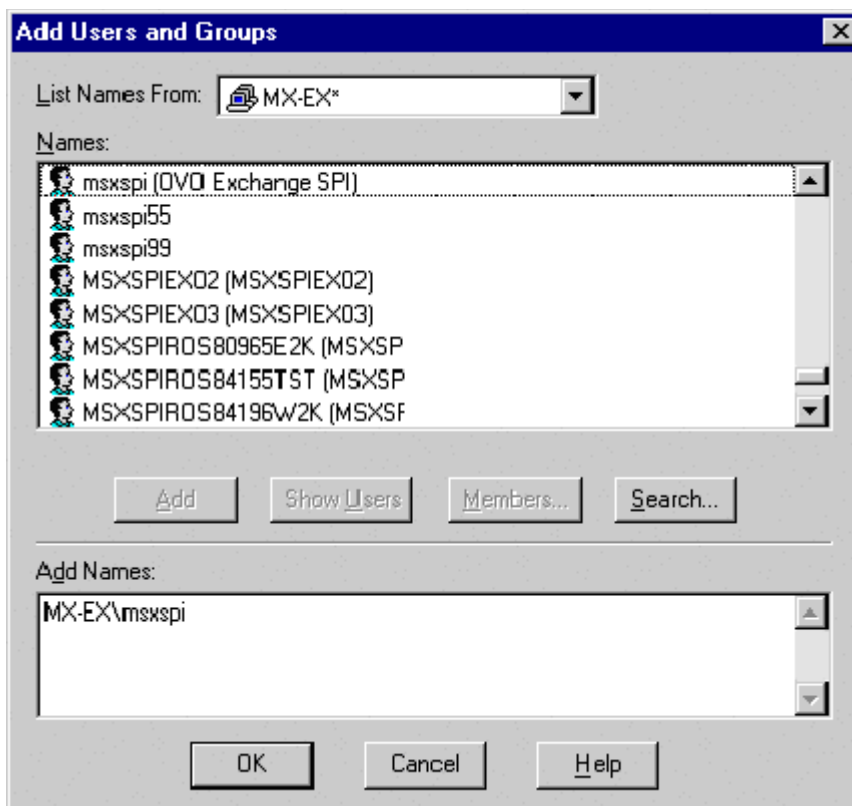 Add Users and Groups
List Names From: MX-EX*
Names:
msxspi (OVO Exchange SPI)
msxspi55
msxspi99
MSXSPIEX02 (MSXSPIEX02)
MSXSPIEX03 (MSXSPIEX03)
MSXSPIROS80965E2K (MSXSP
MSXSPIROS84155TST (MSXSP
MSXSPIROS84196W2K (MSXSF
Add Show Users Members... Search...
Add Names:
MX-EX\msxspi
OK Cancel Help